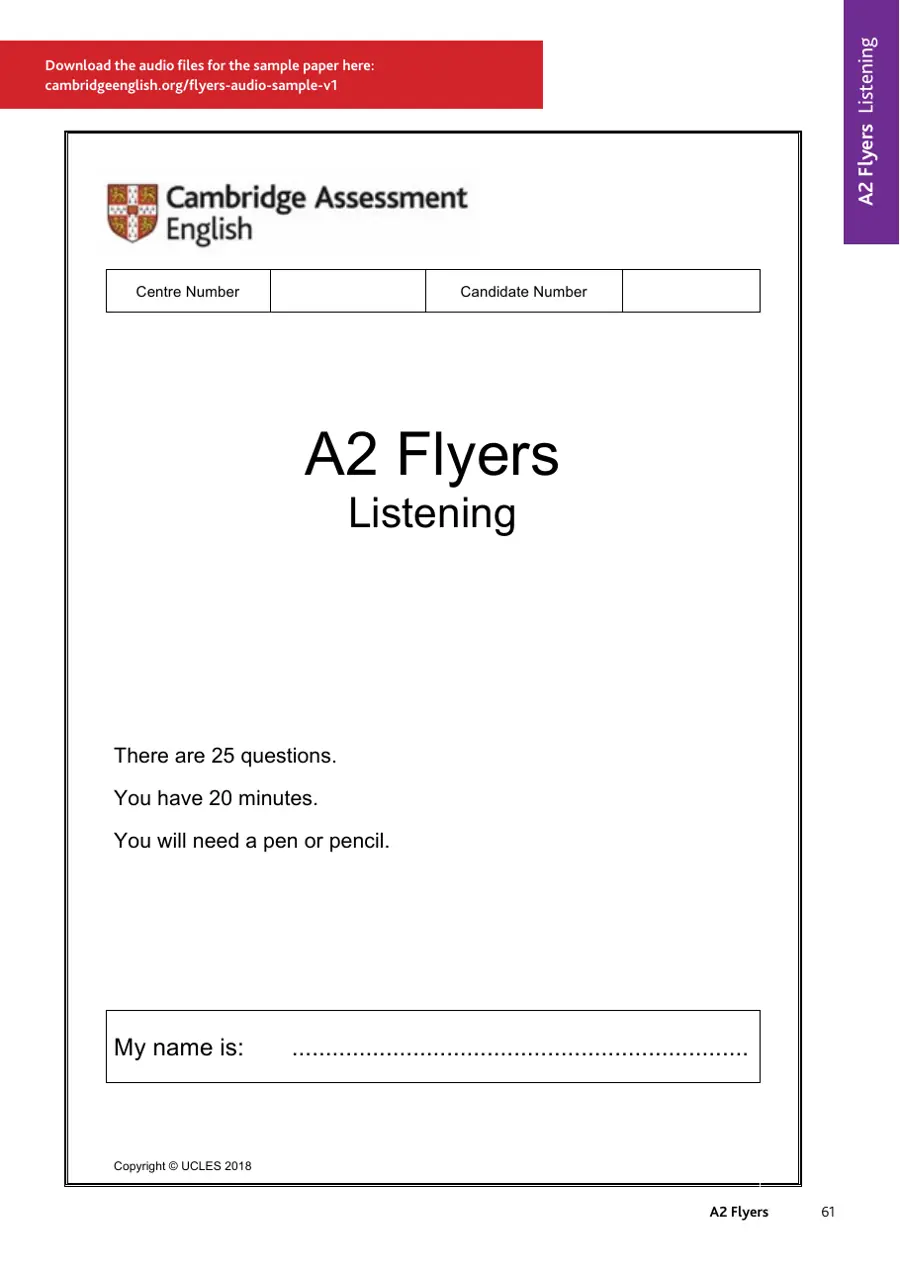 Download the audio files for the sample paper here:
cambridgeenglish.org/flyers-audio-sample-v1
A2 Flyers Listening
Cambridge Assessment
English
Centre Number
Candidate Number
A2 Flyers
Listening
There are 25 questions.
You have 20 minutes.
You will need a pen or pencil.
My name is: ....................................................................
Copyright © UCLES 2018
A2 Flyers 61